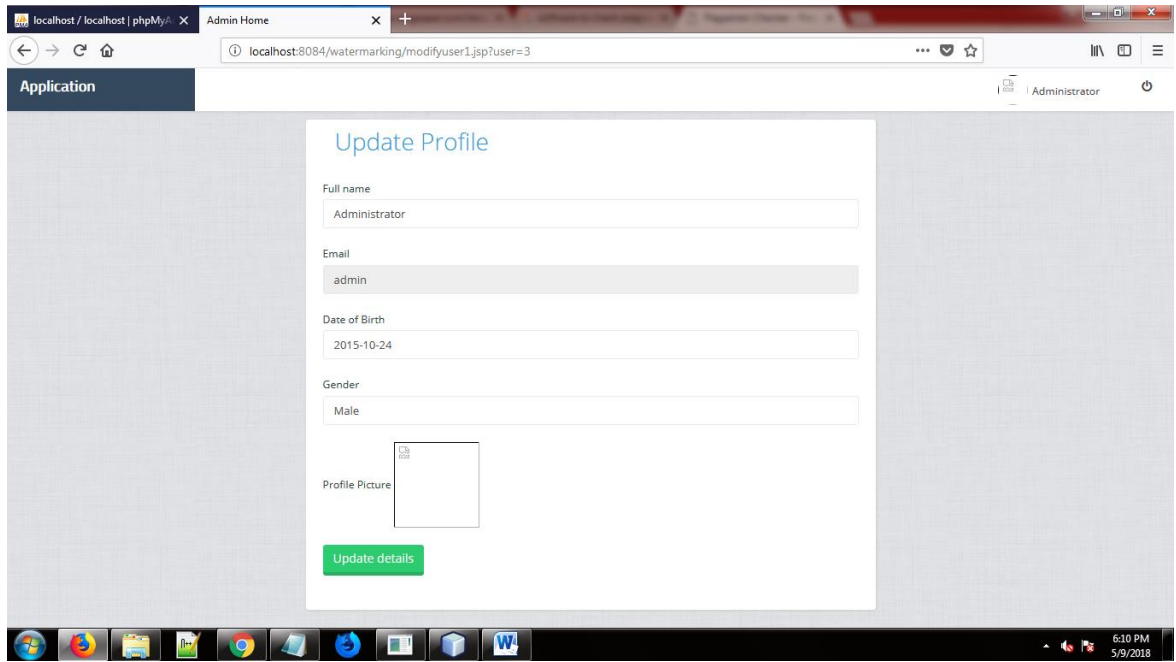 localhost / localhost | phpMyA
Admin Home
localhost:8084/watermarking/modifyuser1.jsp?user=3
Application
Administrator
Update Profile
Full name
Administrator
Email
admin
Date of Birth
2015-10-24
Gender
Male
Profile Picture
Update details
6:10 PM
5/9/2018